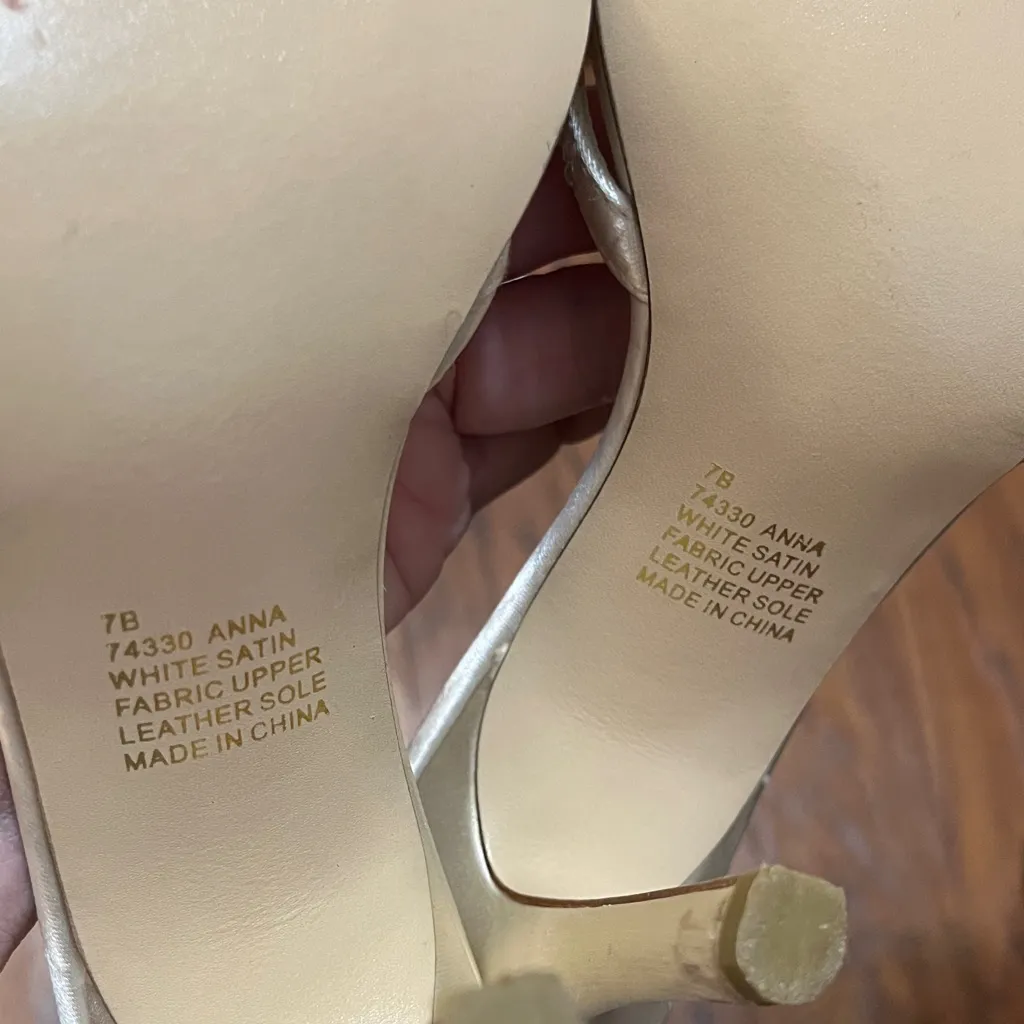 7B
74330 ANNA
WHITE SATIN
FABRIC UPPER
LEATHER SOLE
MADE IN CHINA
7B
74330 ANNA
WHITE SATIN
FABRIC UPPER
LEATHER SOLE
MADE IN CHINA